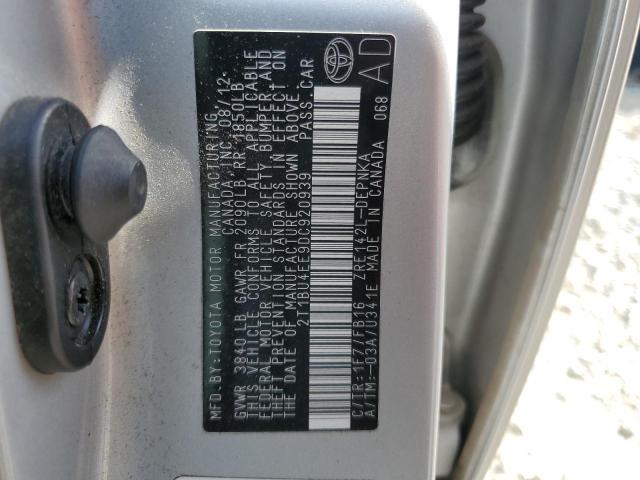 MFD.BY:TOYOTA MOTOR MANUFACTURING
CANADA INC. 08/12
GVWR 3840LB GAWR FR 2090LB RR 1850LB
THIS VEHICLE CONFORMS TO ALL APPLICABLE
FEDERAL MOTOR VEHICLE SAFETY BUMPER, AND
THEFT PREVENTION STANDARDS IN EFFECT ON
THE DATE OF MANUFACTURE SHOWN ABOVE.
2T1BU4EE9DC920939 PASS.CAR
C/TR:1F7/FB16 ZRE142L-DEPNKA
A/TM:-03A/U341E MADE IN CANADA 068
AD